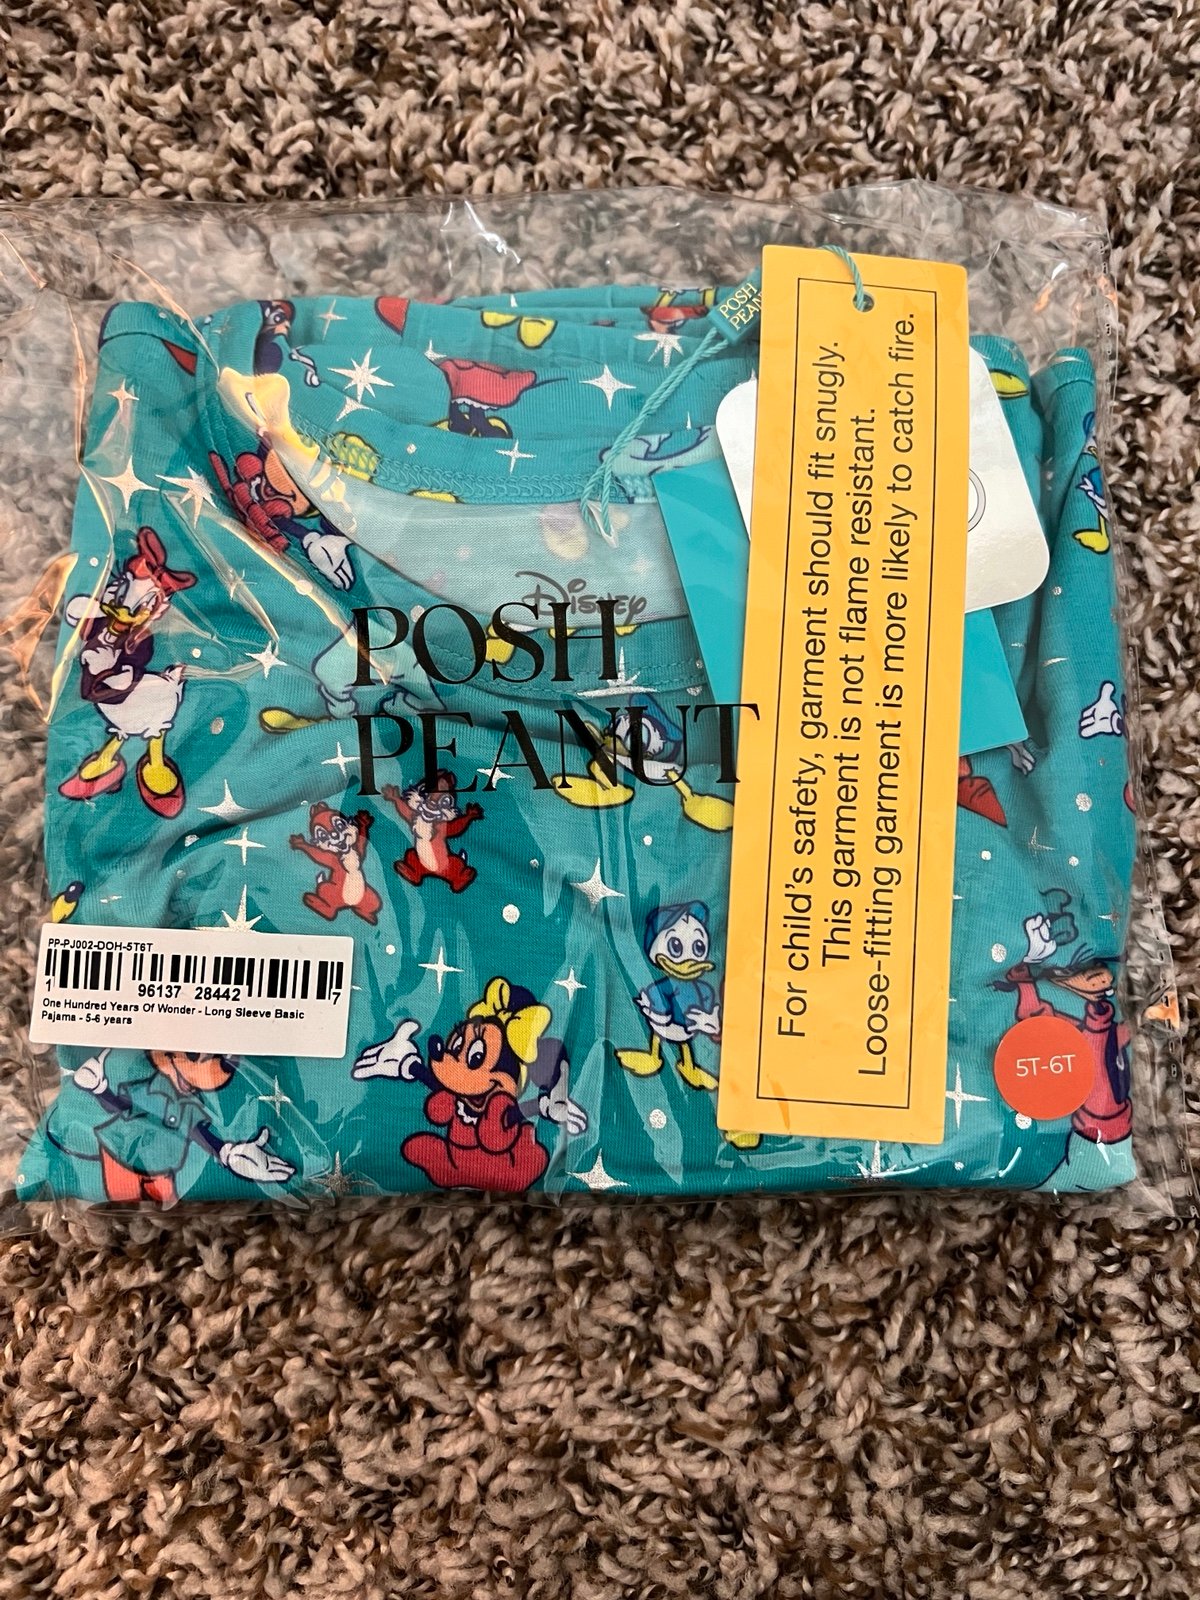 POSH
PEAN
For child's safety, garment should fit snugly.
This garment is not flame resistant.
Loose-fitting garment is more likely to catch fire.
Disney
POSH
PEANUT
PP-PJ002-DOH-5T6T
1 96137 28442 7
One Hundred Years Of Wonder - Long Sleeve Basic
Pajama - 5-6 years
5T-6T